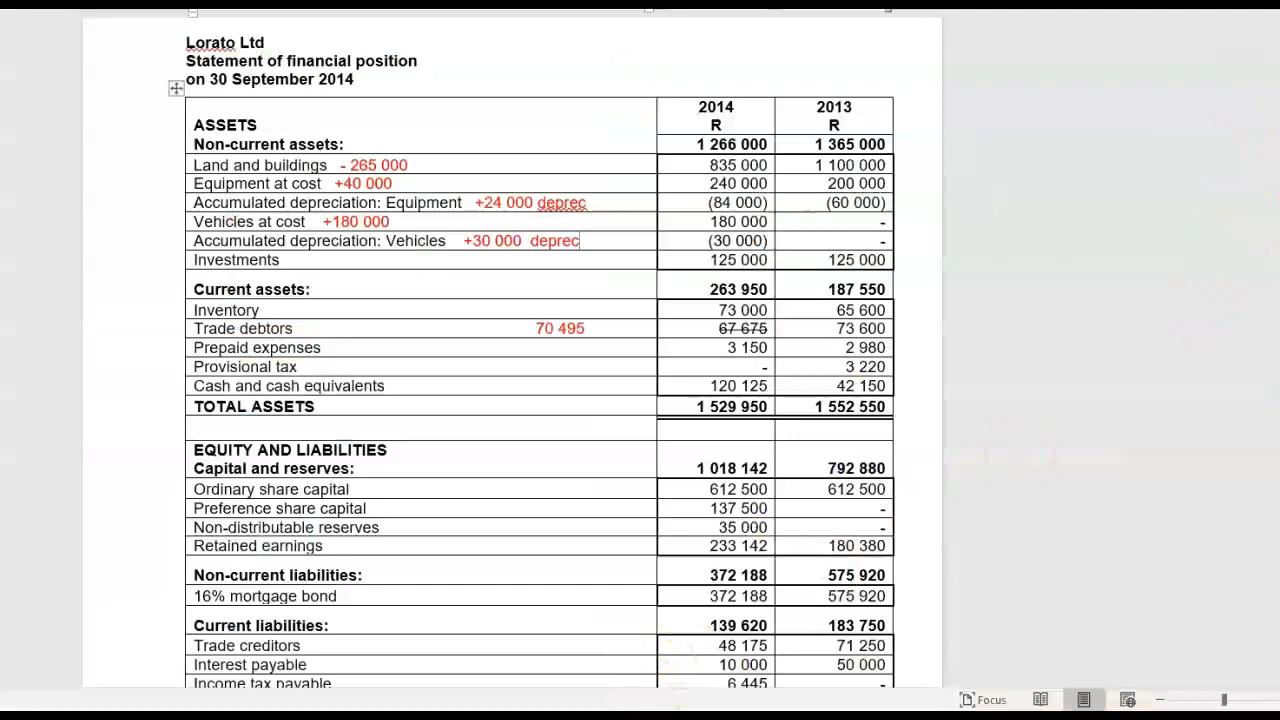 Lorato Ltd
Statement of financial position
on 30 September 2014
2014 2013
ASSETS R R
Non-current assets: 1 266 000 1 365 000
Land and buildings - 265 000 835 000 1 100 000
Equipment at cost +40 000 240 000 200 000
Accumulated depreciation: Equipment +24 000 deprec (84 000) (60 000)
Vehicles at cost +180 000 180 000 -
Accumulated depreciation: Vehicles +30 000 deprec (30 000) -
Investments 125 000 125 000
Current assets: 263 950 187 550
Inventory 73 000 65 600
Trade debtors 70 495 67 675 73 600
Prepaid expenses 3 150 2 980
Provisional tax - 3 220
Cash and cash equivalents 120 125 42 150
TOTAL ASSETS 1 529 950 1 552 550
EQUITY AND LIABILITIES
Capital and reserves: 1 018 142 792 880
Ordinary share capital 612 500 612 500
Preference share capital 137 500 -
Non-distributable reserves 35 000 -
Retained earnings 233 142 180 380
Non-current liabilities: 372 188 575 920
16% mortgage bond 372 188 575 920
Current liabilities: 139 620 183 750
Trade creditors 48 175 71 250
Interest payable 10 000 50 000
Income tax payable 6 445 -
Focus